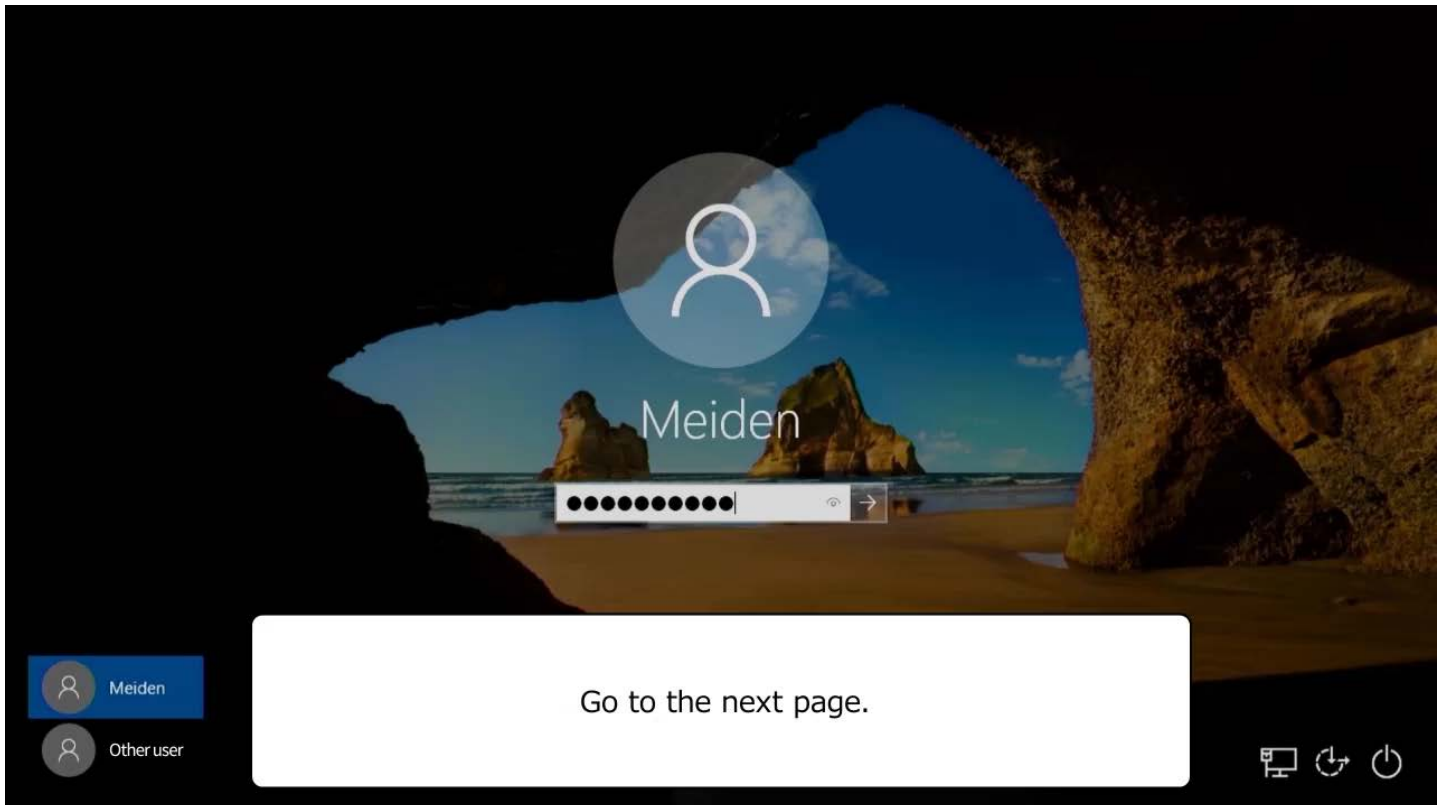 Meiden
●●●●●●●●●●
Meiden
Other user
Go to the next page.